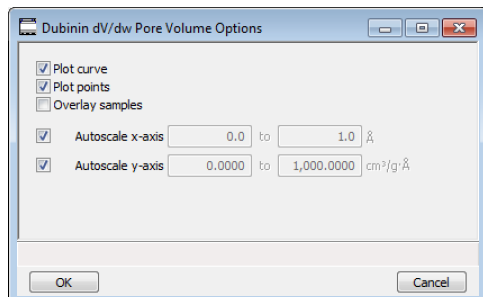 Dubinin dV/dw Pore Volume Options
Plot curve
Plot points
Overlay samples
Autoscale x-axis 0.0 to 1.0 Å
Autoscale y-axis 0.0000 to 1,000.0000 cm³/g·Å
OK Cancel